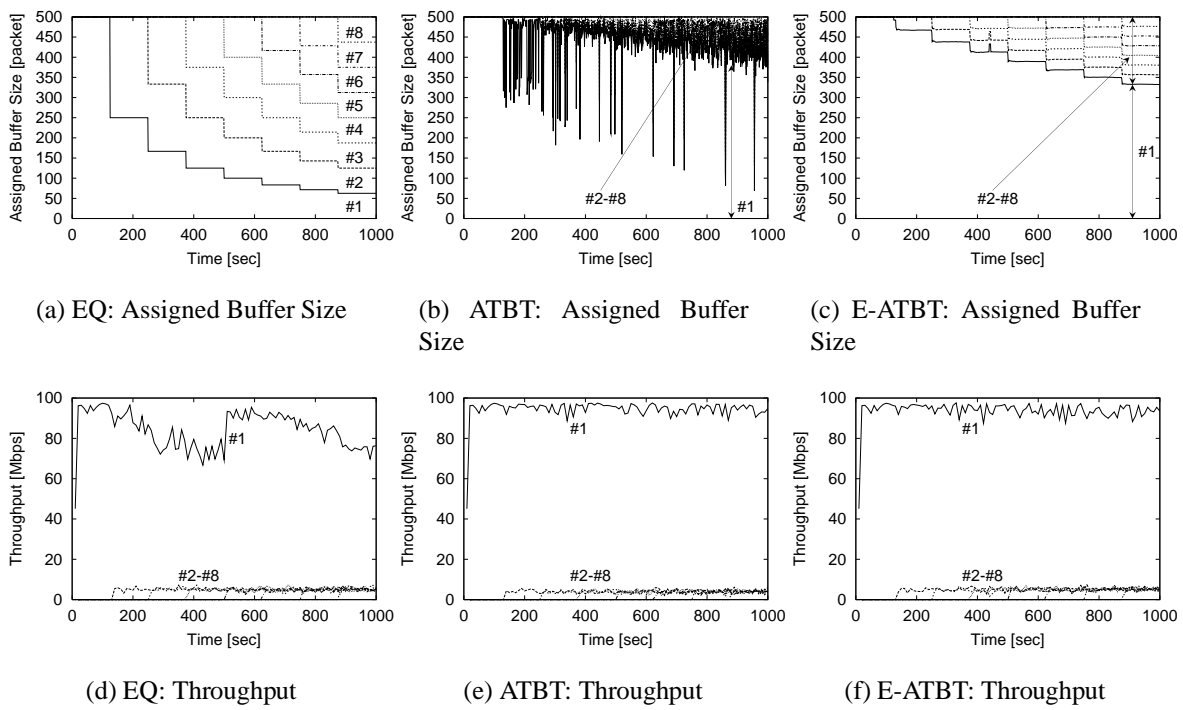 Assigned Buffer Size [packet]
500
450
400
350
300
250
200
150
100
50
0
#8
#7
#6
#5
#4
#3
#2
#1
0 200 400 600 800 1000
Time [sec]
(a) EQ: Assigned Buffer Size
Assigned Buffer Size [packet]
500
450
400
350
300
250
200
150
100
50
0
#2-#8
#1
0 200 400 600 800 1000
Time [sec]
(b) ATBT: Assigned Buffer
Size
Assigned Buffer Size [packet]
500
450
400
350
300
250
200
150
100
50
0
#1
#2-#8
0 200 400 600 800 1000
Time [sec]
(c) E-ATBT: Assigned Buffer
Size
Throughput [Mbps]
100
80
60
40
20
0
#1
#2-#8
0 200 400 600 800 1000
Time [sec]
(d) EQ: Throughput
Throughput [Mbps]
100
80
60
40
20
0
#1
#2-#8
0 200 400 600 800 1000
Time [sec]
(e) ATBT: Throughput
Throughput [Mbps]
100
80
60
40
20
0
#1
#2-#8
0 200 400 600 800 1000
Time [sec]
(f) E-ATBT: Throughput